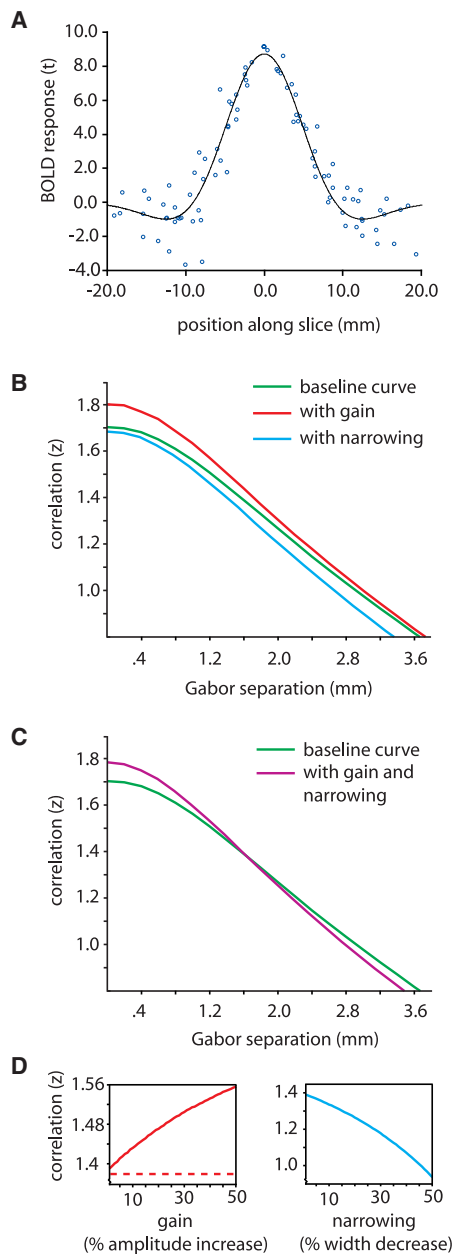 A
10.0
8.0
6.0
4.0
2.0
0.0
-2.0
-4.0
BOLD response (t)
-20.0 -10.0 0.0 10.0 20.0
position along slice (mm)
B
baseline curve
with gain
with narrowing
1.8
1.6
1.4
1.2
1.0
correlation (z)
.4 1.2 2.0 2.8 3.6
Gabor separation (mm)
C
baseline curve
with gain and
narrowing
1.8
1.6
1.4
1.2
1.0
correlation (z)
.4 1.2 2.0 2.8 3.6
Gabor separation (mm)
D
1.56
1.48
1.4
correlation (z)
10 30 50
gain
(% amplitude increase)
1.4
1.2
1.0
10 30 50
narrowing
(% width decrease)